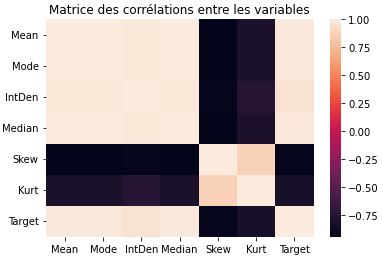 Matrice des corrélations entre les variables
Mean
Mode
IntDen
Median
Skew
Kurt
Target
Mean Mode IntDen Median Skew Kurt Target
1.00
0.75
0.50
0.25
0.00
−0.25
−0.50
−0.75